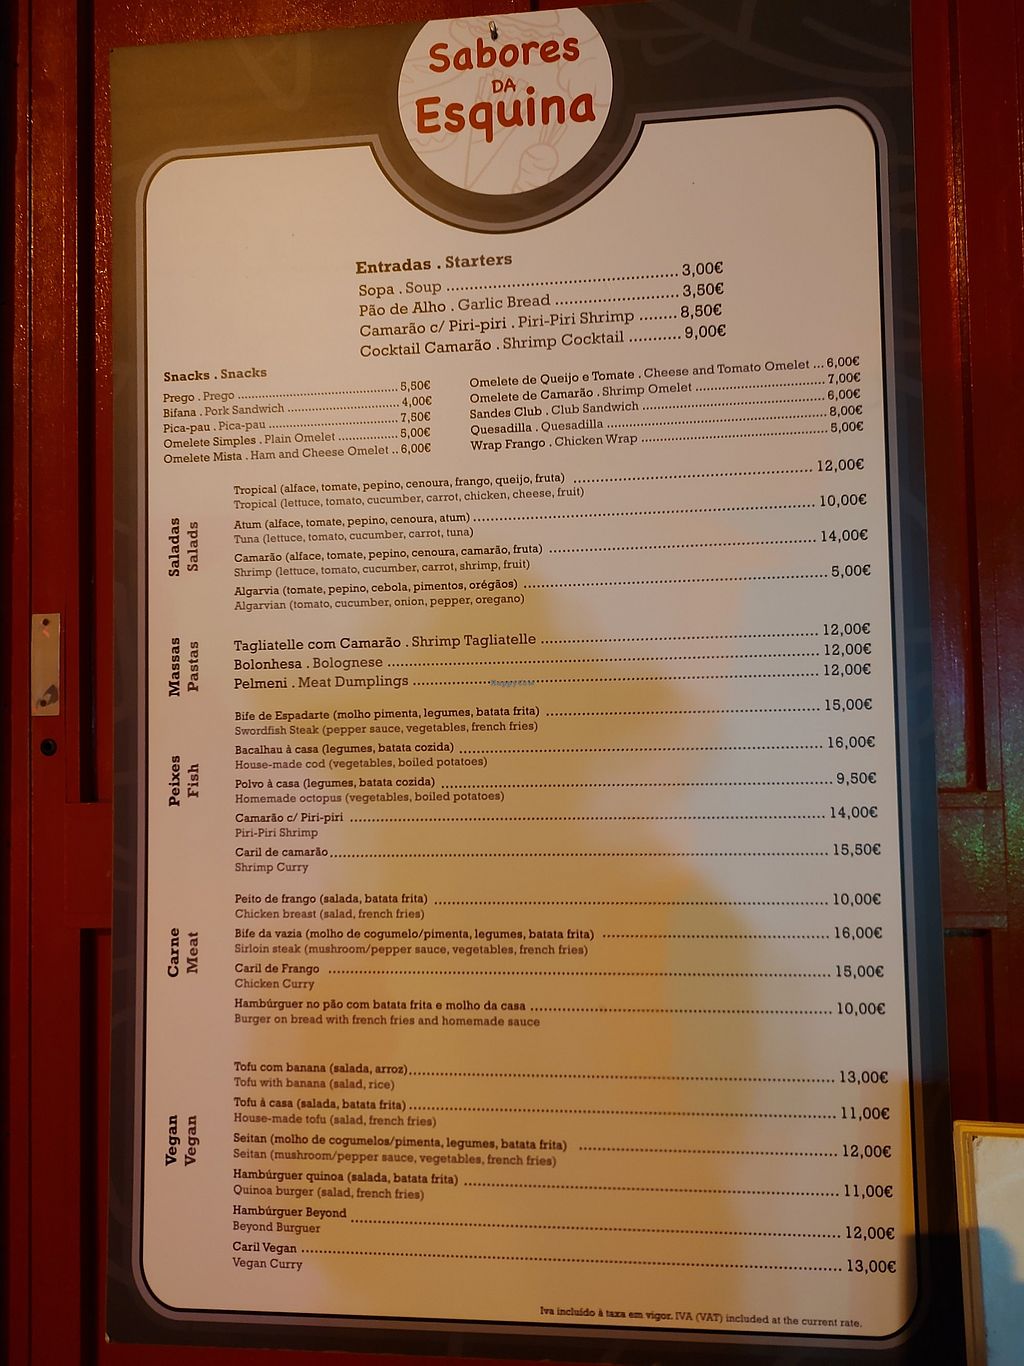 Sabores
DA
Esquina
Entradas . Starters
Sopa . Soup ........ 3,00€
Pão de Alho . Garlic Bread ........ 3,50€
Camarão c/ Piri-piri . Piri-Piri Shrimp ........ 8,50€
Cocktail Camarão . Shrimp Cocktail ........... 9,00€
Snacks . Snacks
Prego . Prego ........ 5,50€
Bifana . Pork Sandwich ........ 4,00€
Pica-pau . Pica-pau ........ 7,50€
Omelete Simples . Plain Omelet ........ 5,00€
Omelete Mista . Ham and Cheese Omelet .. 6,00€
Omelete de Queijo e Tomate . Cheese and Tomato Omelet ... 6,00€
Omelete de Camarão . Shrimp Omelet ........ 7,00€
Sandes Club . Club Sandwich ........ 6,00€
Quesadilla . Quesadilla ........ 8,00€
Wrap Frango . Chicken Wrap ........ 5,00€
Saladas
Salads
Tropical (alface, tomate, pepino, cenoura, frango, queijo, fruta) ........ 12,00€
Tropical (lettuce, tomato, cucumber, carrot, chicken, cheese, fruit)
Atum (alface, tomate, pepino, cenoura, atum) ........ 10,00€
Tuna (lettuce, tomato, cucumber, carrot, tuna)
Camarão (alface, tomate, pepino, cenoura, camarão, fruta) ........ 14,00€
Shrimp (lettuce, tomato, cucumber, carrot, shrimp, fruit)
Algarvia (tomate, pepino, cebola, pimentos, orégãos) ........ 5,00€
Algarvian (tomato, cucumber, onion, pepper, oregano)
Massas
Pastas
Tagliatelle com Camarão . Shrimp Tagliatelle ........ 12,00€
Bolonhesa . Bolognese ........ 12,00€
Pelmeni . Meat Dumplings ........ 12,00€
Peixes
Fish
Bife de Espadarte (molho pimenta, legumes, batata frita) ........ 15,00€
Swordfish Steak (pepper sauce, vegetables, french fries)
Bacalhau à casa (legumes, batata cozida) ........ 16,00€
House-made cod (vegetables, boiled potatoes)
Polvo à casa (legumes, batata cozida) ........ 9,50€
Homemade octopus (vegetables, boiled potatoes)
Camarão c/ Piri-piri ........ 14,00€
Piri-Piri Shrimp
Caril de camarão ........ 15,50€
Shrimp Curry
Carne
Meat
Peito de frango (salada, batata frita) ........ 10,00€
Chicken breast (salad, french fries)
Bife da vazia (molho de cogumelo/pimenta, legumes, batata frita) ........ 16,00€
Sirloin steak (mushroom/pepper sauce, vegetables, french fries)
Caril de Frango ........ 15,00€
Chicken Curry
Hambúrguer no pão com batata frita e molho da casa ........ 10,00€
Burger on bread with french fries and homemade sauce
Vegan
Vegan
Tofu com banana (salada, arroz) ........ 13,00€
Tofu with banana (salad, rice)
Tofu à casa (salada, batata frita) ........ 11,00€
House-made tofu (salad, french fries)
Seitan (molho de cogumelos/pimenta, legumes, batata frita) ........ 12,00€
Seitan (mushroom/pepper sauce, vegetables, french fries)
Hambúrguer quinoa (salada, batata frita) ........ 11,00€
Quinoa burger (salad, french fries)
Hambúrguer Beyond ........ 12,00€
Beyond Burguer
Caril Vegan ........ 13,00€
Vegan Curry
Iva incluído à taxa em vigor. IVA (VAT) included at the current rate.